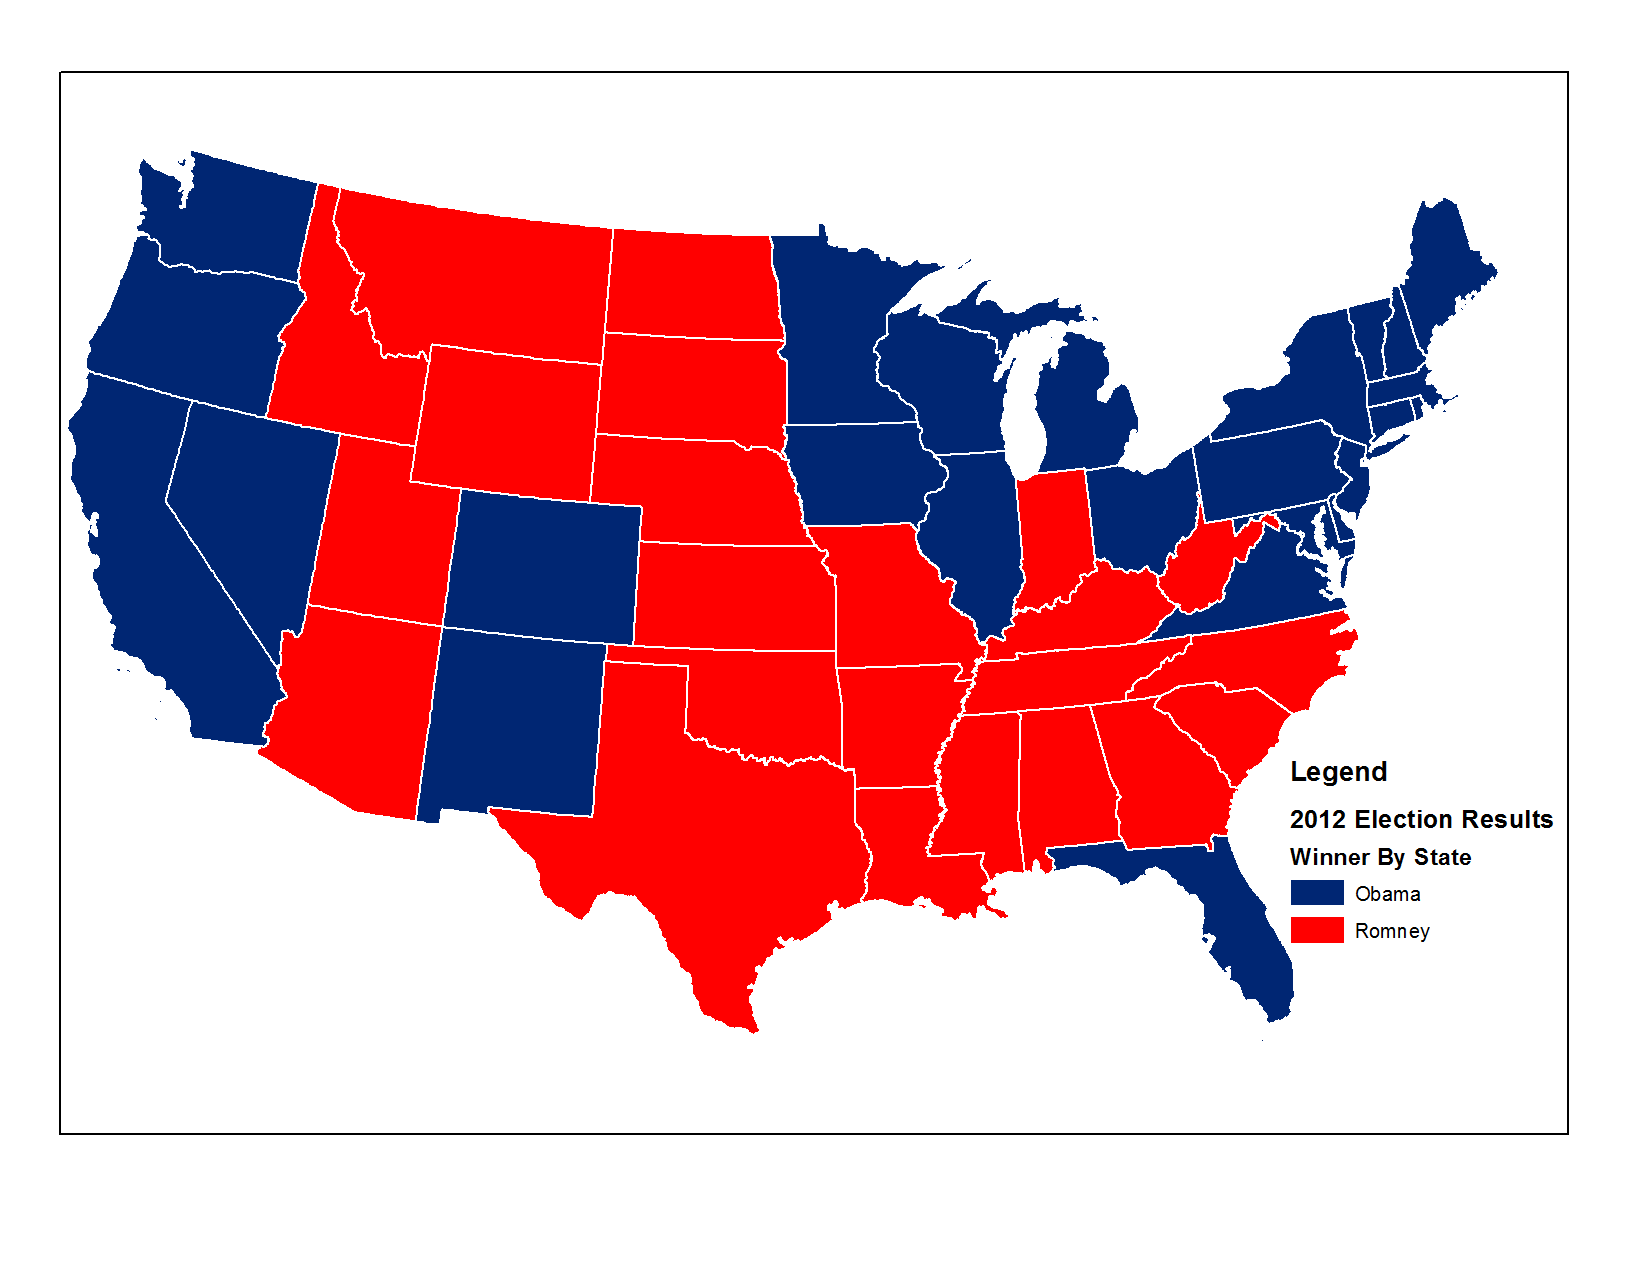 Legend
2012 Election Results
Winner By State
Obama
Romney